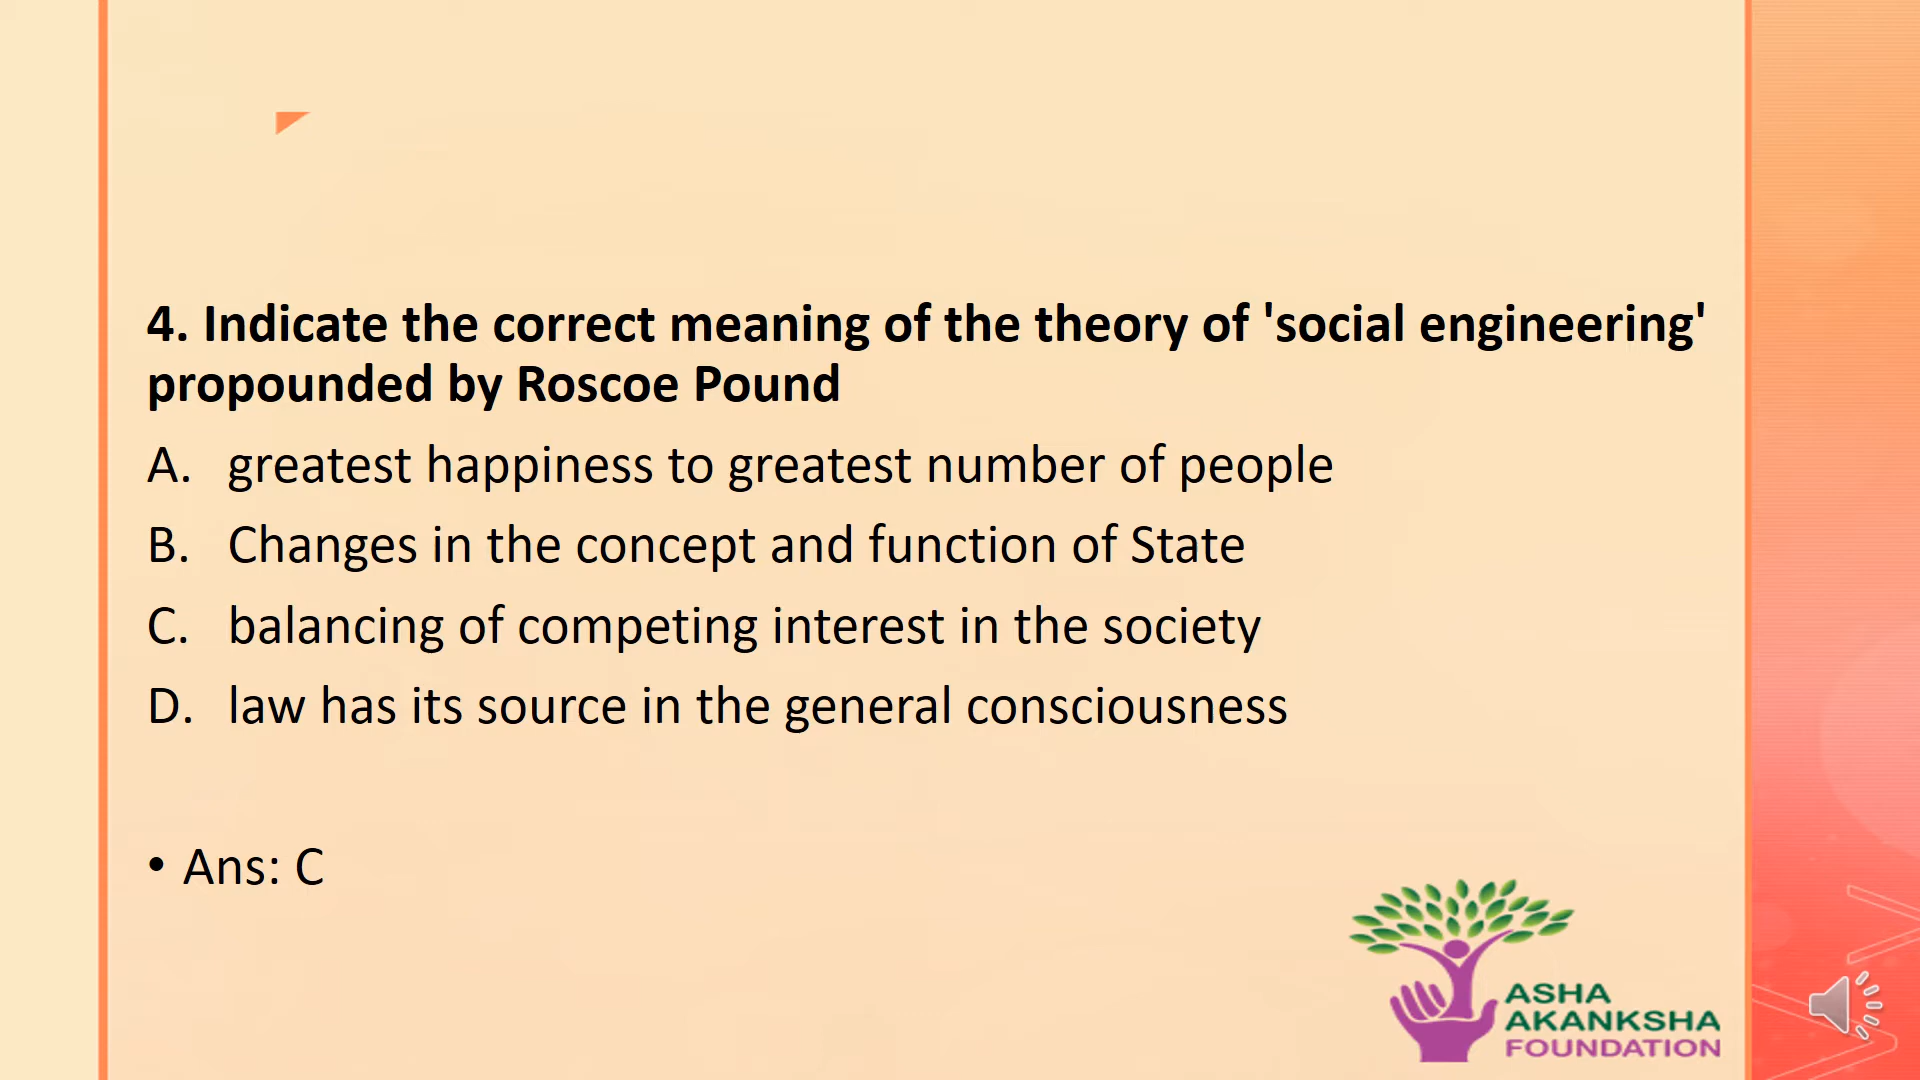 4. Indicate the correct meaning of the theory of 'social engineering'
propounded by Roscoe Pound
A. greatest happiness to greatest number of people
B. Changes in the concept and function of State
C. balancing of competing interest in the society
D. law has its source in the general consciousness
• Ans: C
ASHA
AKANKSHA
FOUNDATION